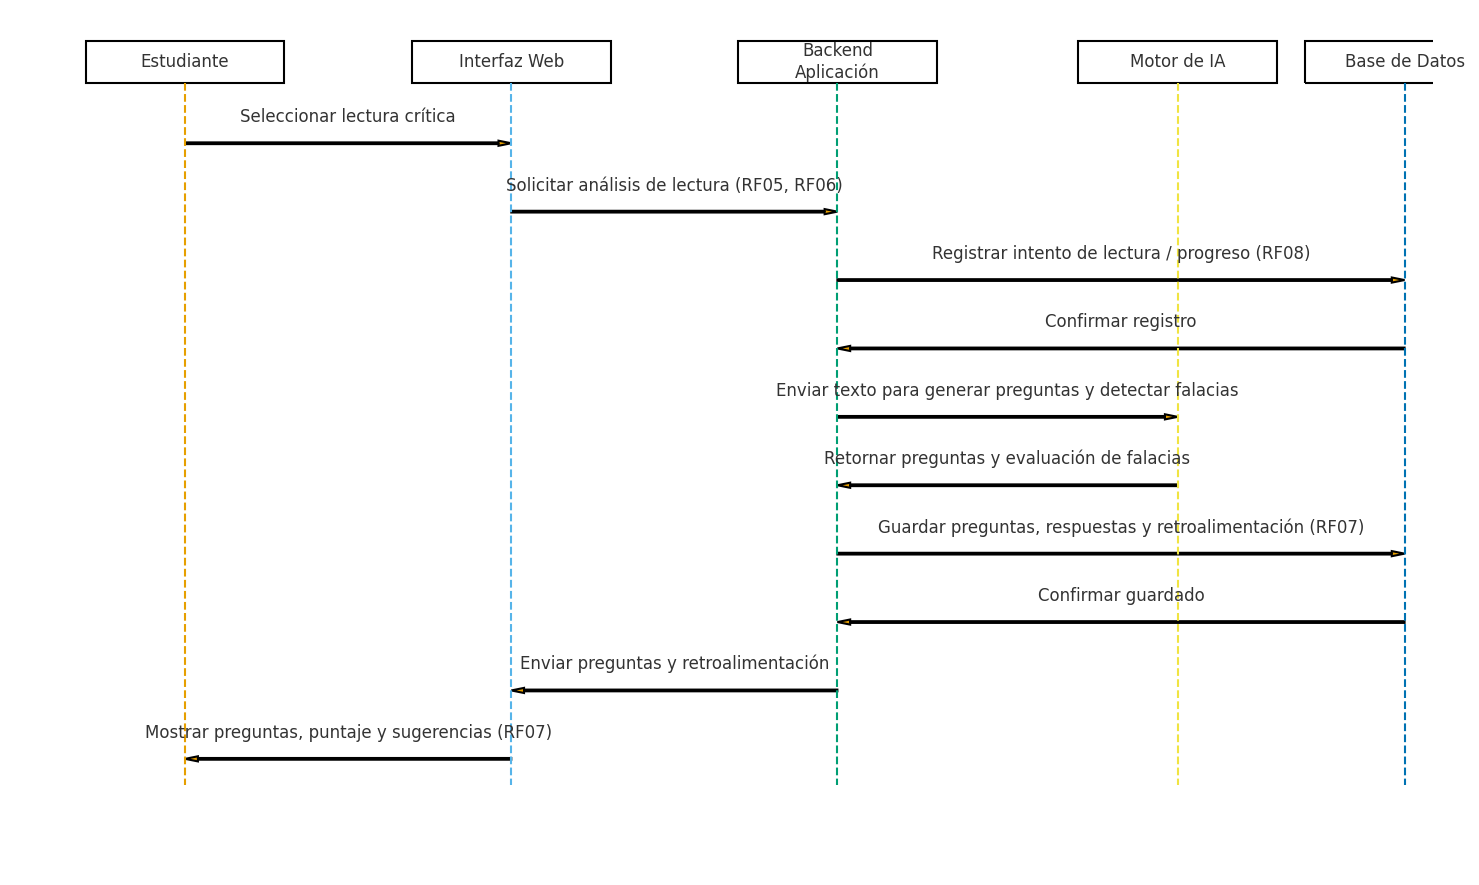 Estudiante
Interfaz Web
Backend
Aplicación
Motor de IA
Base de Datos
Seleccionar lectura crítica
Solicitar análisis de lectura (RF05, RF06)
Registrar intento de lectura / progreso (RF08)
Confirmar registro
Enviar texto para generar preguntas y detectar falacias
Retornar preguntas y evaluación de falacias
Guardar preguntas, respuestas y retroalimentación (RF07)
Confirmar guardado
Enviar preguntas y retroalimentación
Mostrar preguntas, puntaje y sugerencias (RF07)